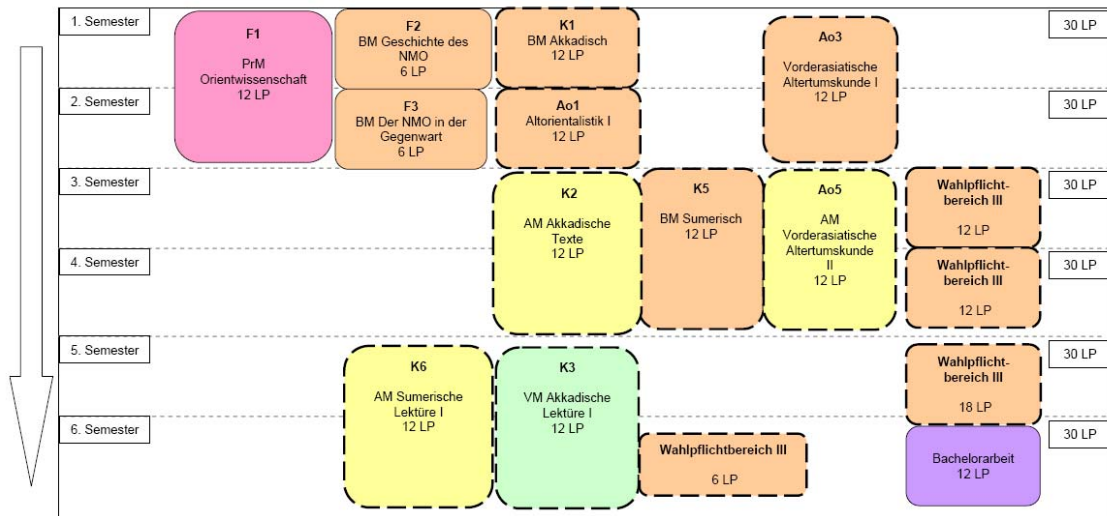 1. Semester
F1
PrM
Orientwissenschaft
12 LP
F2
BM Geschichte des
NMO
6 LP
K1
BM Akkadisch
12 LP
Ao3
Vorderasiatische
Altertumskunde I
12 LP
30 LP
2. Semester
F3
BM Der NMO in der
Gegenwart
6 LP
Ao1
Altorientalistik I
12 LP
30 LP
3. Semester
K2
AM Akkadische
Texte
12 LP
K5
BM Sumerisch
12 LP
Ao5
AM
Vorderasiatische
Altertumskunde
II
12 LP
Wahlpflicht-
bereich III
12 LP
30 LP
4. Semester
Wahlpflicht-
bereich III
12 LP
30 LP
5. Semester
K6
AM Sumerische
Lektüre I
12 LP
K3
VM Akkadische
Lektüre I
12 LP
Wahlpflicht-
bereich III
18 LP
30 LP
6. Semester
Wahlpflichtbereich III
6 LP
Bachelorarbeit
12 LP
30 LP